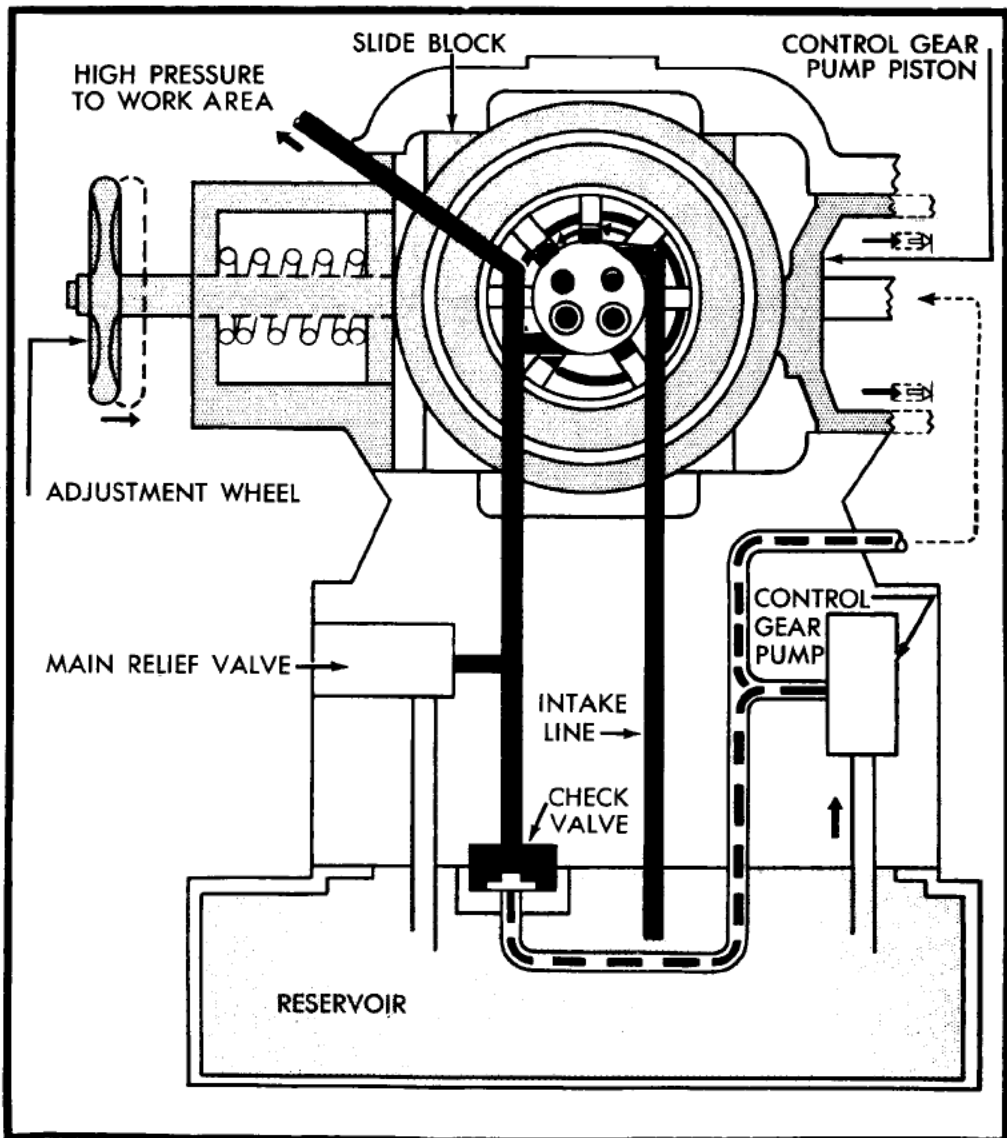 SLIDE BLOCK
CONTROL GEAR
PUMP PISTON
HIGH PRESSURE
TO WORK AREA
ADJUSTMENT WHEEL
MAIN RELIEF VALVE
CONTROL
GEAR
PUMP
INTAKE
LINE
CHECK
VALVE
RESERVOIR